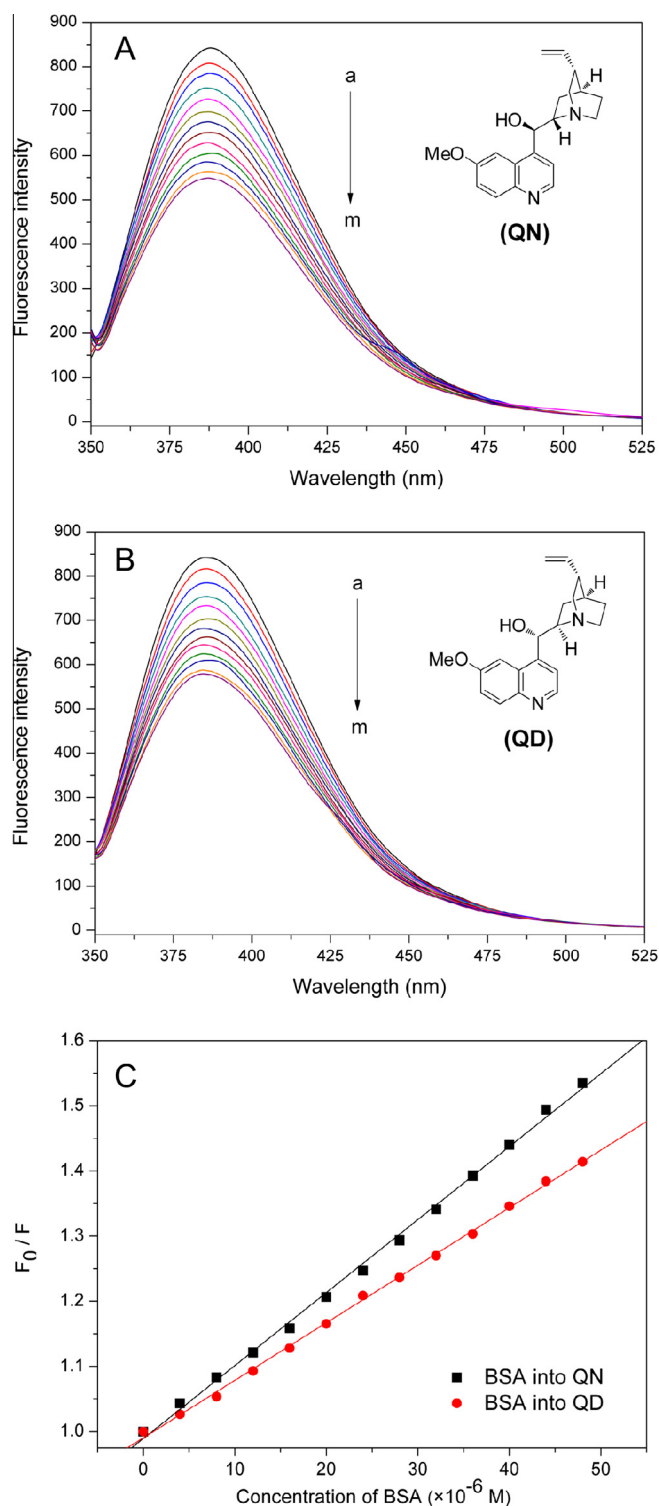 A
900
800
700
600
500
400
300
200
100
0
Fluorescence intensity
a
m
H
N
HO
H
MeO
N
(QN)
350 375 400 425 450 475 500 525
Wavelength (nm)
B
900
800
700
600
500
400
300
200
100
0
Fluorescence intensity
a
m
H
N
HO
H
MeO
N
(QD)
350 375 400 425 450 475 500 525
Wavelength (nm)
C
1.6
1.5
1.4
1.3
1.2
1.1
1.0
F₀ / F
BSA into QN
BSA into QD
0 10 20 30 40 50
Concentration of BSA (×10⁻⁶ M)